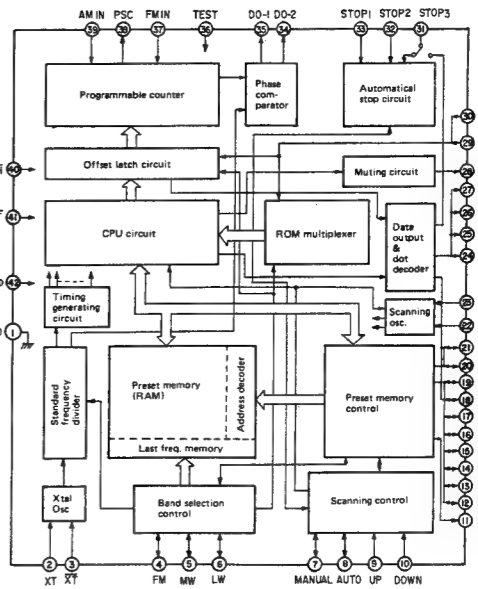 AM IN PSC FM IN TEST DO-1 DO-2 STOP1 STOP2 STOP3
39 38 37 36 35 34 33 32 31
Programmable counter
Phase
com-
parator
Automatical
stop circuit
30
29
Offset latch circuit
Muting circuit
28
40
27
26
25
24
41
CPU circuit
ROM multiplexer
Data
output
&
dot
decoder
42
Timing
generating
circuit
Scanning
osc.
23
22
1
21
20
19
18
17
16
15
14
13
12
11
Standard
frequency
divider
Preset memory
(RAM)
Address decoder
Last freq. memory
Preset memory
control
Xtal
Osc
Band selection
control
Scanning control
2 3 4 5 6 7 8 9 10
XT XT FM MW LW MANUAL AUTO UP DOWN